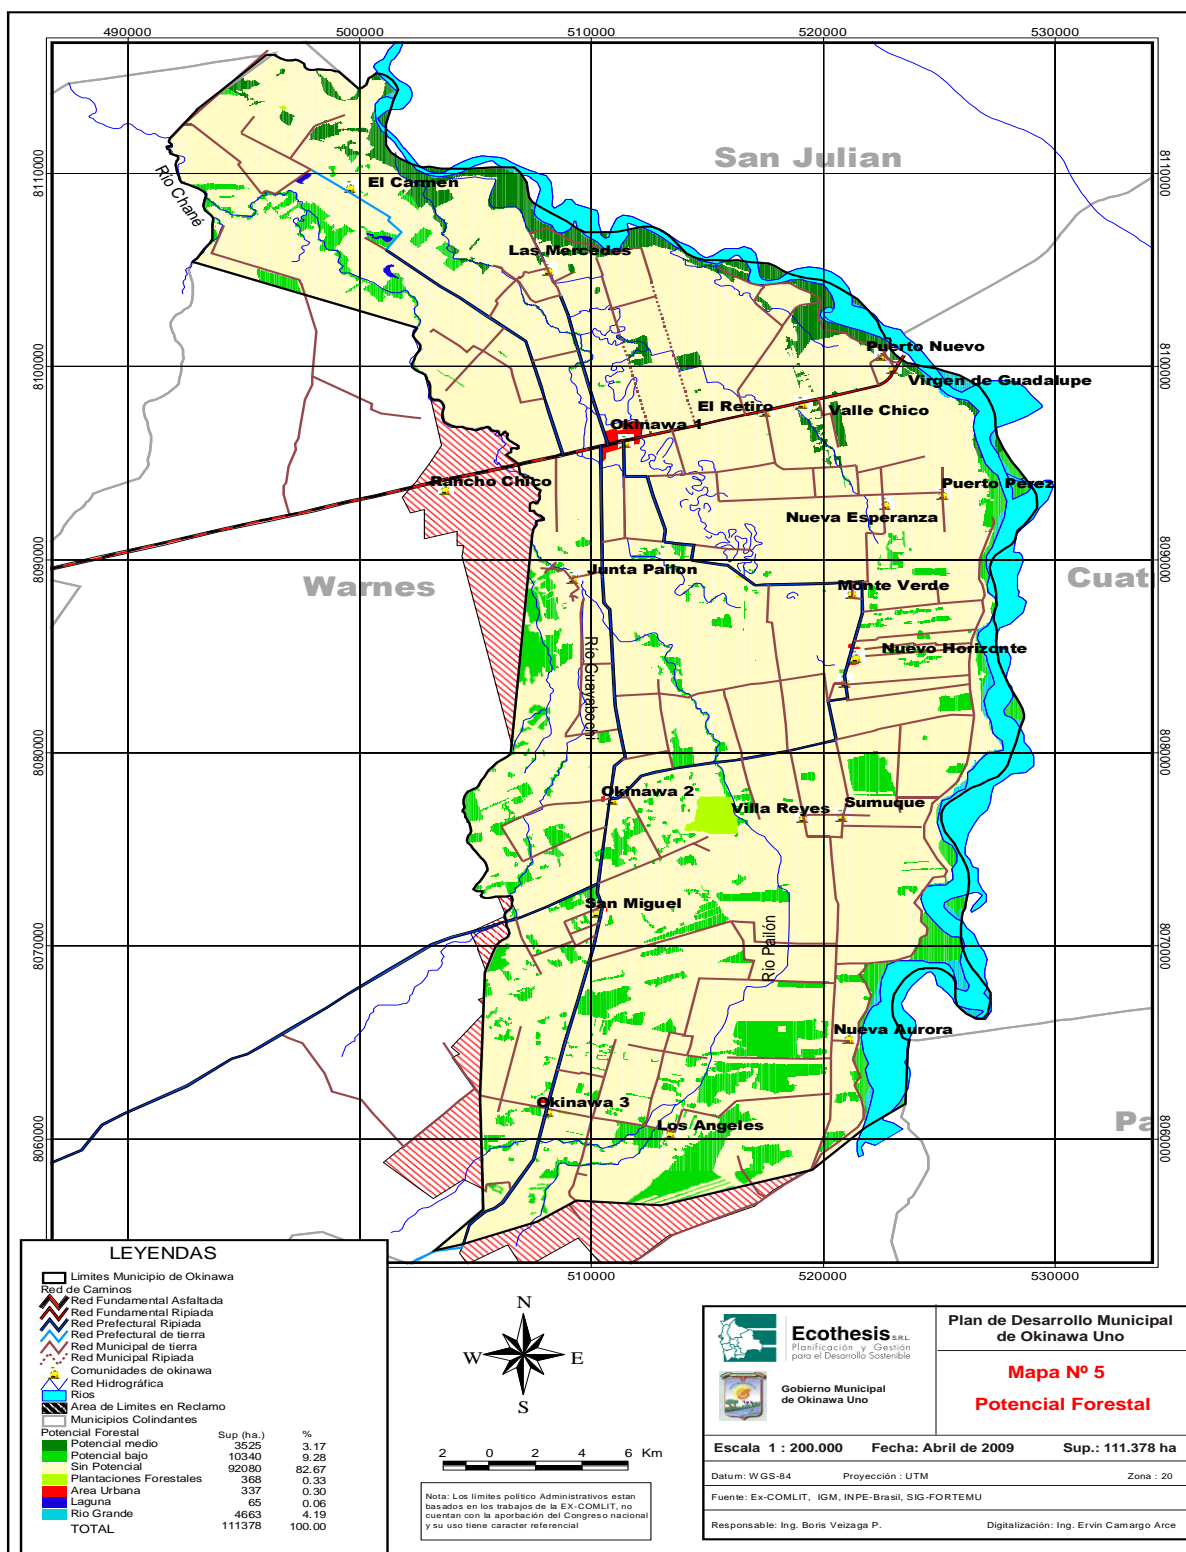 490000 500000 510000 520000 530000
8110000
8100000
8090000
8080000
8070000
8060000
8110000
8100000
8090000
8080000
8070000
8060000
San Julian
Río Chané
El Carmen
Las Mercedes
Puerto Nuevo
Virgen de Guadalupe
El Retiro
Valle Chico
Okinawa 1
Rancho Chico
Puerto Perez
Nueva Esperanza
Junta Pailon
Warnes
Cuat
Monte Verde
Río Guayabochi
Nuevo Horizonte
Okinawa 2
Villa Reyes
Sumuque
San Miguel
Rio Pailón
Nueva Aurora
Okinawa 3
Los Angeles
Pa
510000 520000 530000
LEYENDAS
Limites Municipio de Okinawa
Red de Caminos
Red Fundamental Asfaltada
Red Fundamental Ripiada
Red Prefectural Ripiada
Red Prefectural de tierra
Red Municipal de tierra
Red Municipal Ripiada
Comunidades de okinawa
Red Hidrográfica
Rios
Area de Limites en Reclamo
Municipios Colindantes
Potencial Forestal Sup (ha.) %
Potencial medio 3525 3.17
Potencial bajo 10340 9.28
Sin Potencial 92080 82.67
Plantaciones Forestales 368 0.33
Area Urbana 337 0.30
Laguna 65 0.06
Rio Grande 4663 4.19
TOTAL 111378 100.00
N
W E
S
2 0 2 4 6 Km
Nota: Los límites político Administrativos estan
basados en los trabajos de la EX-COMLIT, no
cuentan con la aporbación del Congreso nacional
y su uso tiene caracter referencial
Ecothesis S.R.L.
Planificación y Gestión
para el Desarrollo Sostenible
Gobierno Municipal
de Okinawa Uno
Plan de Desarrollo Municipal
de Okinawa Uno
Mapa Nº 5
Potencial Forestal
Escala 1 : 200.000 Fecha: Abril de 2009 Sup.: 111.378 ha
Datum: WGS-84 Proyección : UTM Zona : 20
Fuente: Ex-COMLIT, IGM, INPE-Brasil, SIG-FORTEMU
Responsable: Ing. Boris Veizaga P. Digitalización: Ing. Ervin Camargo Arce